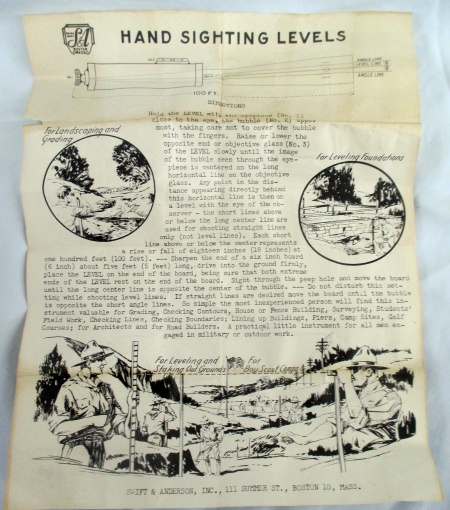 S&A
HAND SIGHTING LEVELS
ANGLE LINE
LEVEL LINE
ANGLE LINE
100 FT.
DIRECTIONS
Hold the LEVEL with the eyepiece (No. 1)
close to the eye, the bubble (No. 2) upper
most, taking care not to cover the bubble
with the fingers. Raise or lower the
opposite end or objective glass (No. 3)
of the LEVEL slowly until the image
of the bubble seen through the eye-
piece is centered on the long
horizontal line on the objective
glass. Any point in the dis-
tance appearing directly behind
this horizontal line is then on
a level with the eye of the ob-
server - the short lines above
or below the long center line are
used for shooting straight lines
only (not level lines). Each short
line above or below the center represents
a rise or fall of eighteen inches (18 inches) at
one hundred feet (100 feet). --- Sharpen the end of a six inch board
(6 inch) about five feet (5 feet) long, drive into the ground firmly,
place the LEVEL on the end of the board, being sure that both extreme
ends of the LEVEL rest on the board. Sight through the peep hole and move the board
until the long center line is opposite the center of the bubble. --- Do not disturb this set-
ting while shooting level lines. If straight lines are desired move the board until the bubble
is opposite the short angle lines. So simple the most inexperienced person will find this in-
strument valuable for Grading, Checking Contours, House or Fence Building, Surveying, Students'
Field Work, Checking Lines, Checking Boundaries; lining up Buildings, Piers, Camp Sites, Golf
Courses; for Architects and for Road Builders. A practical little instrument for all men en-
gaged in military or outdoor work.
For Landscaping and
Grading
For Leveling Foundations
For Leveling and
Staking Out Grounds
For
Boy Scout Camps
SWIFT & ANDERSON, INC., 111 SUMMER ST., BOSTON 10, MASS.